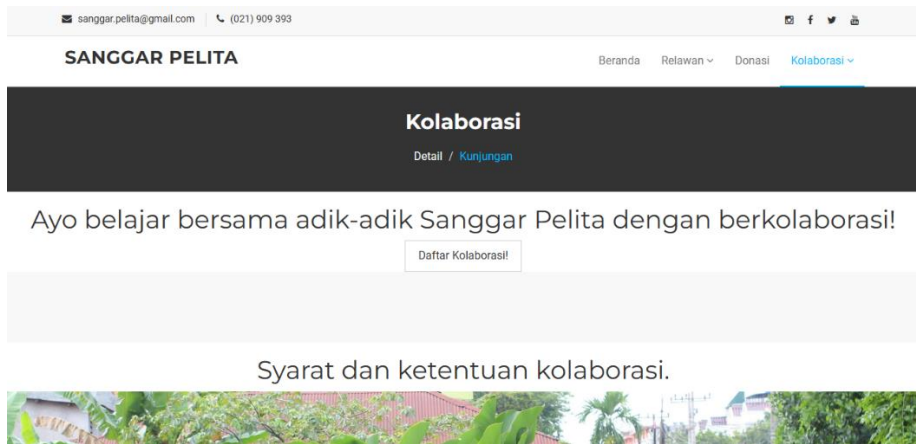 sanggar.pelita@gmail.com (021) 909 393
SANGGAR PELITA
Beranda Relawan Donasi Kolaborasi
Kolaborasi
Detail / Kunjungan
Ayo belajar bersama adik-adik Sanggar Pelita dengan berkolaborasi!
Daftar Kolaborasi!
Syarat dan ketentuan kolaborasi.